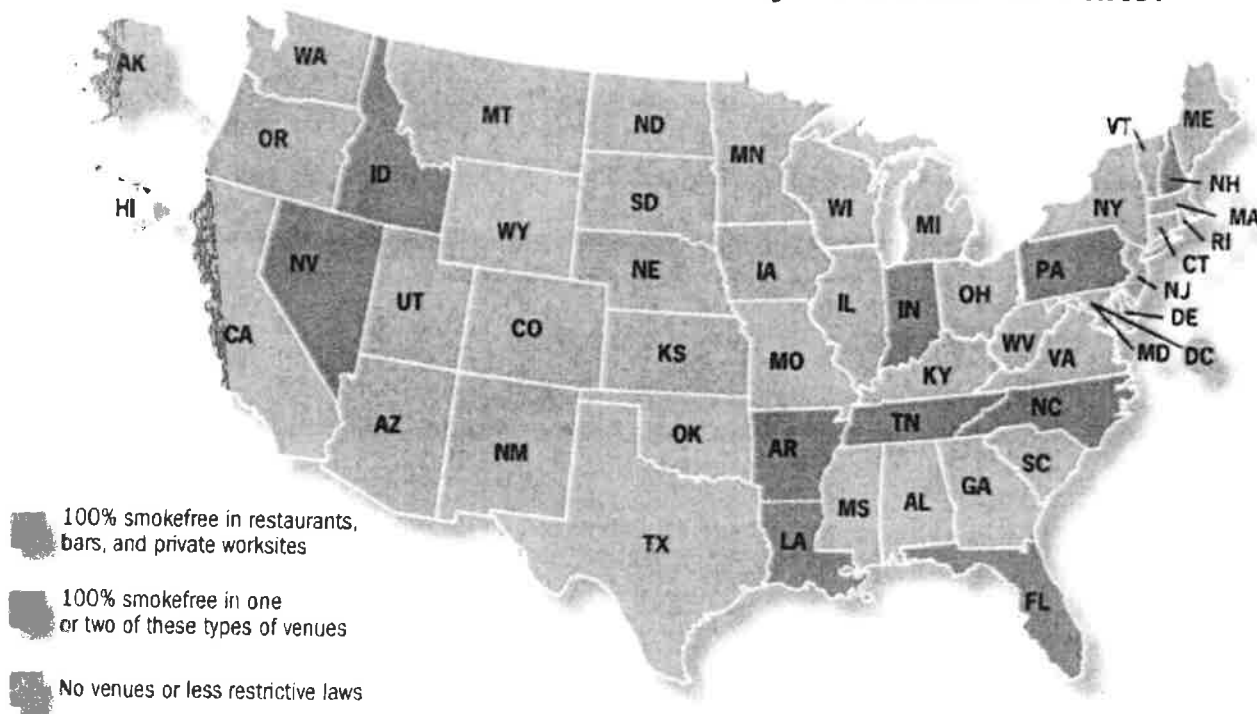 AK
WA
MT
ND
MN
VT
ME
OR
ID
SD
WI
MI
NY
NH
MA
HI
WY
RI
CT
NV
NE
IA
PA
NJ
UT
IL
IN
OH
DE
CA
CO
KS
MO
WV
VA
MD
DC
KY
AZ
NM
OK
AR
TN
NC
SC
MS
AL
GA
TX
LA
FL
100% smokefree in restaurants,
bars, and private worksites
100% smokefree in one
or two of these types of venues
No venues or less restrictive laws